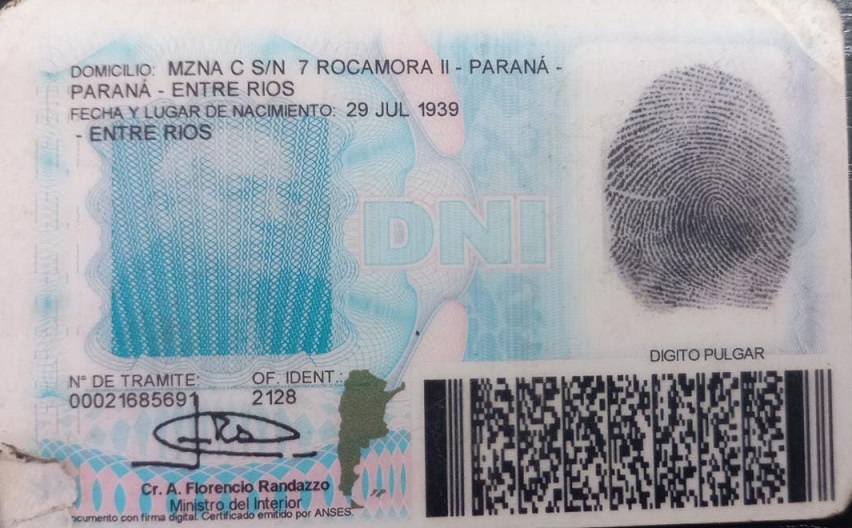 DOMICILIO: MZNA C S/N 7 ROCAMORA II - PARANÁ -
PARANÁ - ENTRE RIOS
FECHA Y LUGAR DE NACIMIENTO: 29 JUL 1939
- ENTRE RIOS
DNI
DIGITO PULGAR
N° DE TRAMITE: OF. IDENT.:
00021685691 2128
Cr. A. Florencio Randazzo
Ministro del Interior
ocumento con firma digital. Certificado emitido por ANSES.